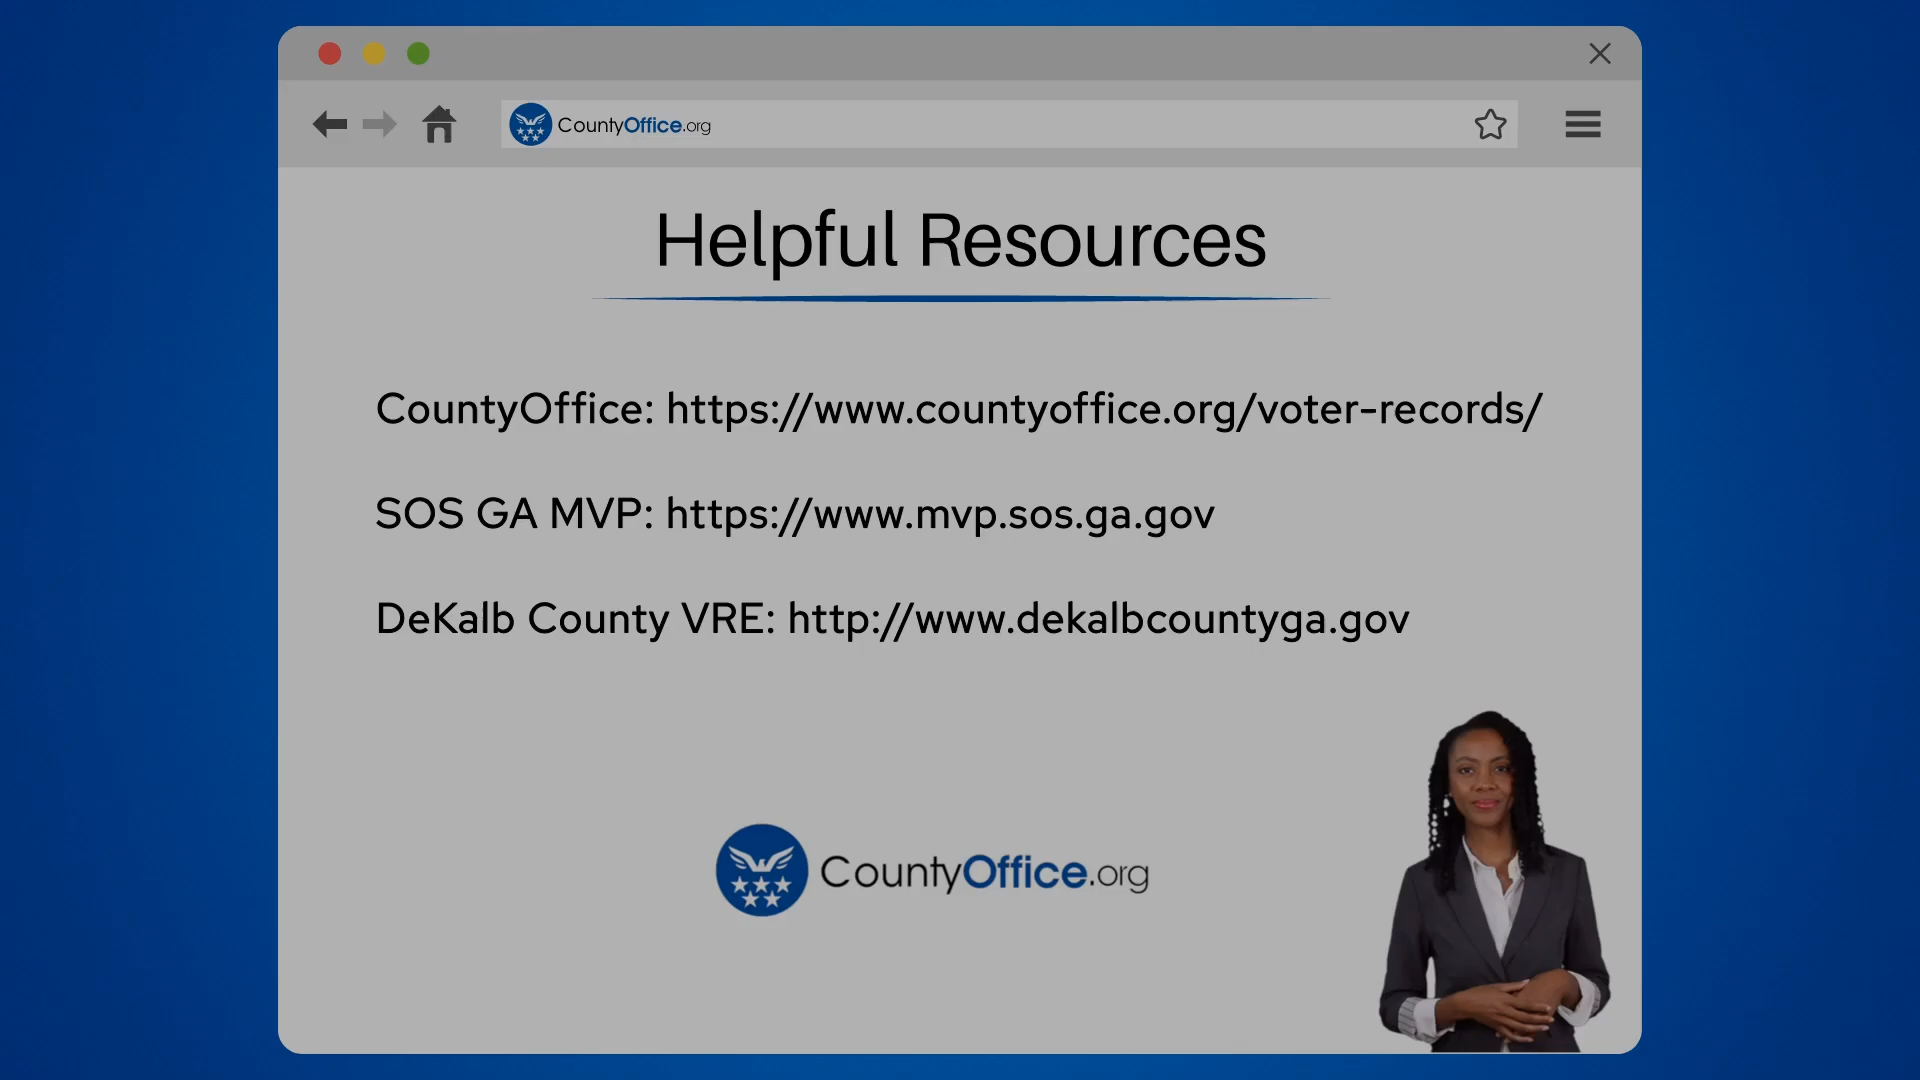 CountyOffice.org
Helpful Resources
CountyOffice: https://www.countyoffice.org/voter-records/
SOS GA MVP: https://www.mvp.sos.ga.gov
DeKalb County VRE: http://www.dekalbcountyga.gov
CountyOffice.org